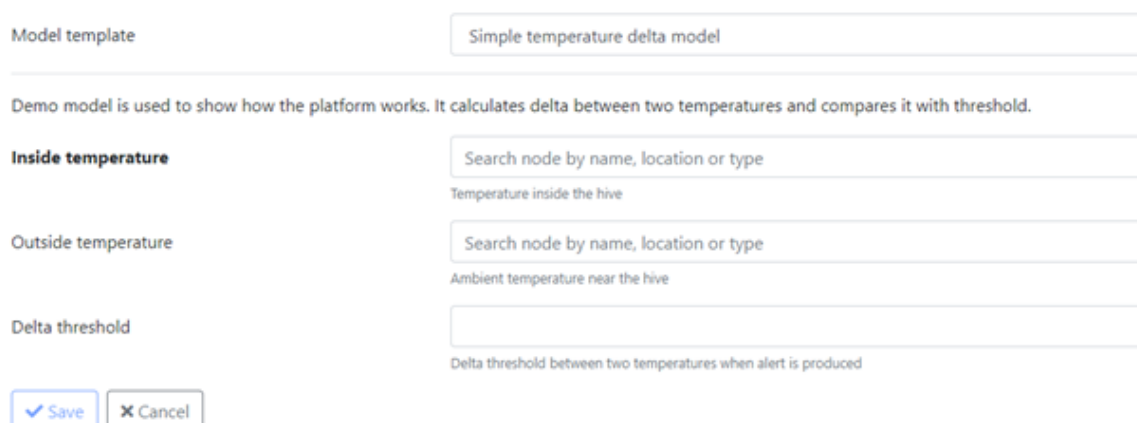 Model template
Simple temperature delta model
Demo model is used to show how the platform works. It calculates delta between two temperatures and compares it with threshold.
Inside temperature
Search node by name, location or type
Temperature inside the hive
Outside temperature
Search node by name, location or type
Ambient temperature near the hive
Delta threshold
Delta threshold between two temperatures when alert is produced
Save
Cancel